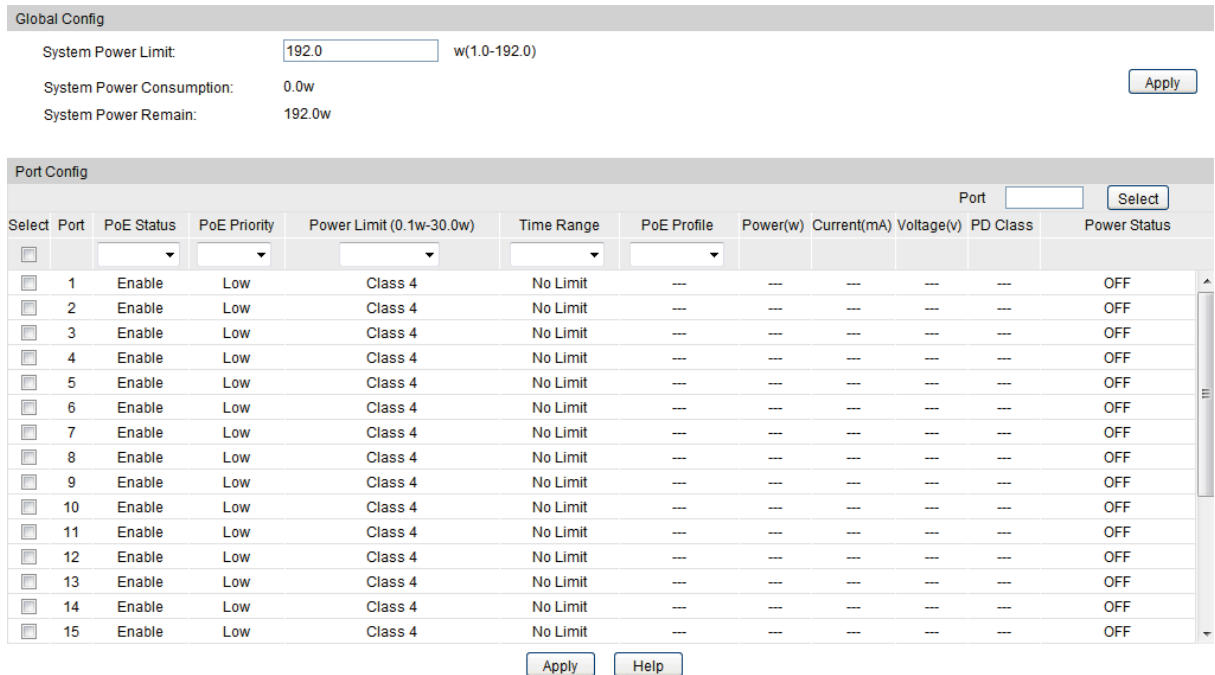 Global Config
System Power Limit: 192.0 w(1.0-192.0)
System Power Consumption: 0.0w
Apply
System Power Remain: 192.0w
Port Config
Port Select
Select Port PoE Status PoE Priority Power Limit (0.1w-30.0w) Time Range PoE Profile Power(w) Current(mA) Voltage(v) PD Class Power Status
1 Enable Low Class 4 No Limit --- --- --- --- --- OFF
2 Enable Low Class 4 No Limit --- --- --- --- --- OFF
3 Enable Low Class 4 No Limit --- --- --- --- --- OFF
4 Enable Low Class 4 No Limit --- --- --- --- --- OFF
5 Enable Low Class 4 No Limit --- --- --- --- --- OFF
6 Enable Low Class 4 No Limit --- --- --- --- --- OFF
7 Enable Low Class 4 No Limit --- --- --- --- --- OFF
8 Enable Low Class 4 No Limit --- --- --- --- --- OFF
9 Enable Low Class 4 No Limit --- --- --- --- --- OFF
10 Enable Low Class 4 No Limit --- --- --- --- --- OFF
11 Enable Low Class 4 No Limit --- --- --- --- --- OFF
12 Enable Low Class 4 No Limit --- --- --- --- --- OFF
13 Enable Low Class 4 No Limit --- --- --- --- --- OFF
14 Enable Low Class 4 No Limit --- --- --- --- --- OFF
15 Enable Low Class 4 No Limit --- --- --- --- --- OFF
Apply Help